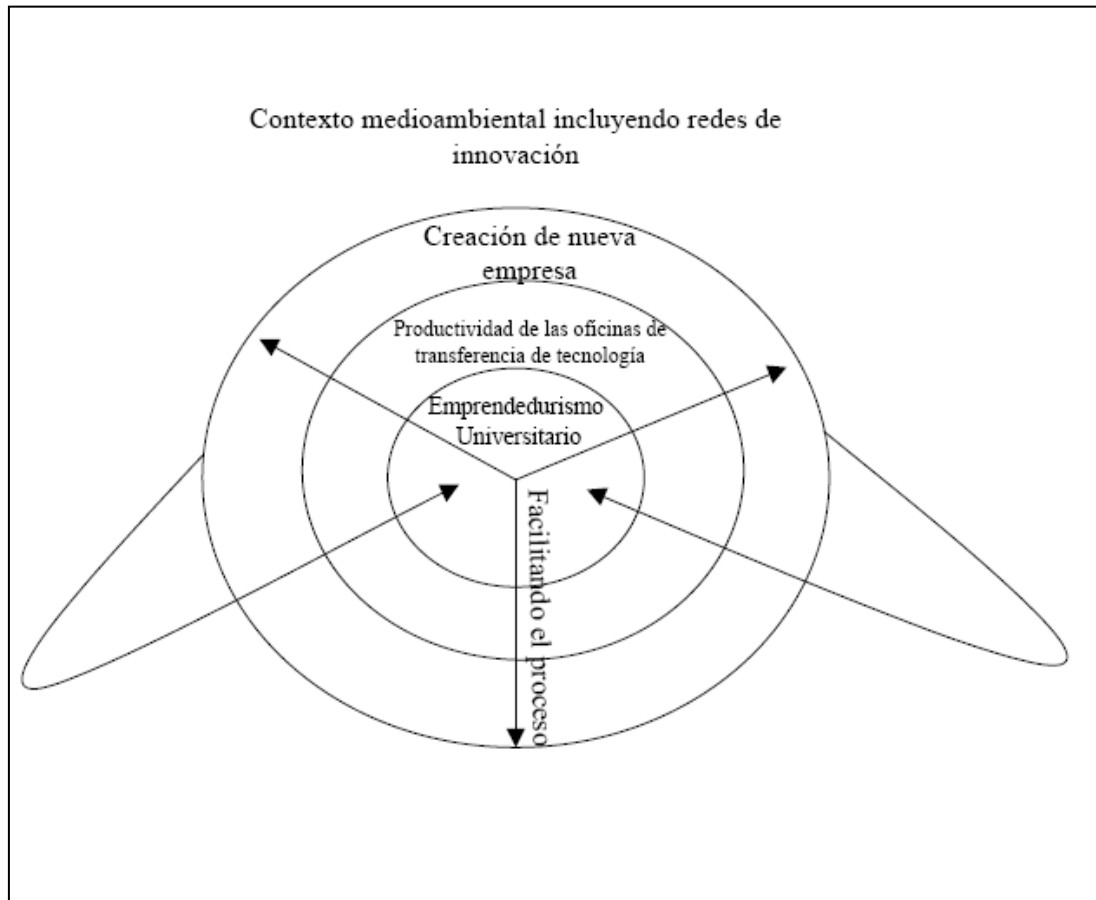 Contexto medioambiental incluyendo redes de
innovación
Creación de nueva
empresa
Productividad de las oficinas de
transferencia de tecnología
Emprendedurismo
Universitario
Facilitando el proceso